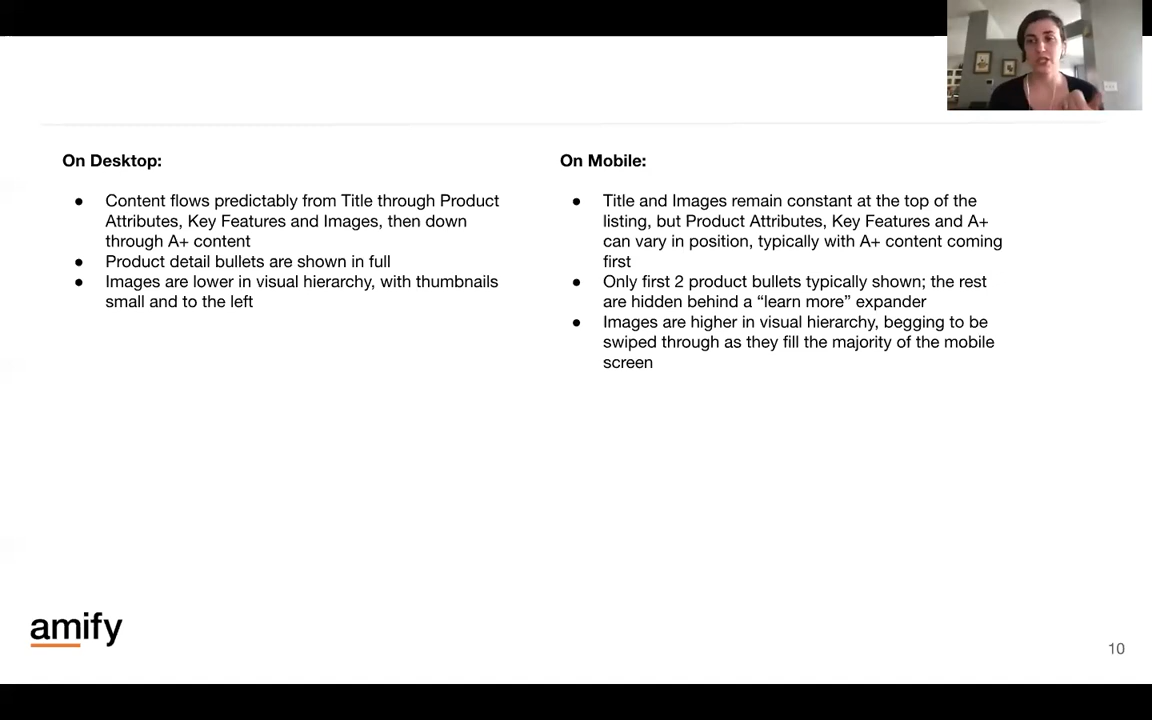 On Desktop:
● Content flows predictably from Title through Product
Attributes, Key Features and Images, then down
through A+ content
● Product detail bullets are shown in full
● Images are lower in visual hierarchy, with thumbnails
small and to the left
On Mobile:
● Title and Images remain constant at the top of the
listing, but Product Attributes, Key Features and A+
can vary in position, typically with A+ content coming
first
● Only first 2 product bullets typically shown; the rest
are hidden behind a “learn more” expander
● Images are higher in visual hierarchy, begging to be
swiped through as they fill the majority of the mobile
screen
amify
10